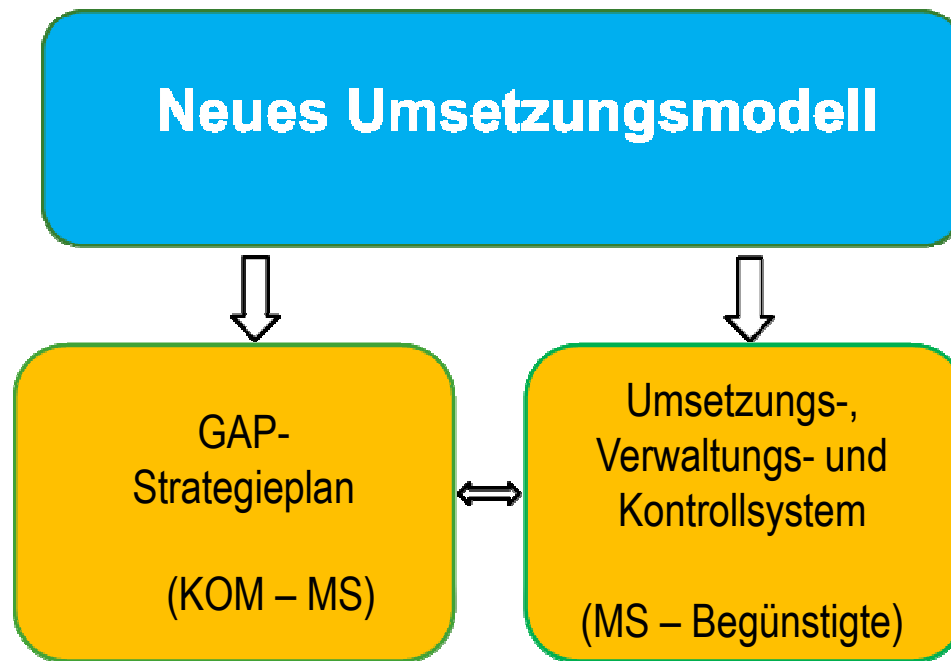 Neues Umsetzungsmodell
GAP-
Strategieplan
(KOM – MS)
Umsetzungs-,
Verwaltungs- und
Kontrollsystem
(MS – Begünstigte)